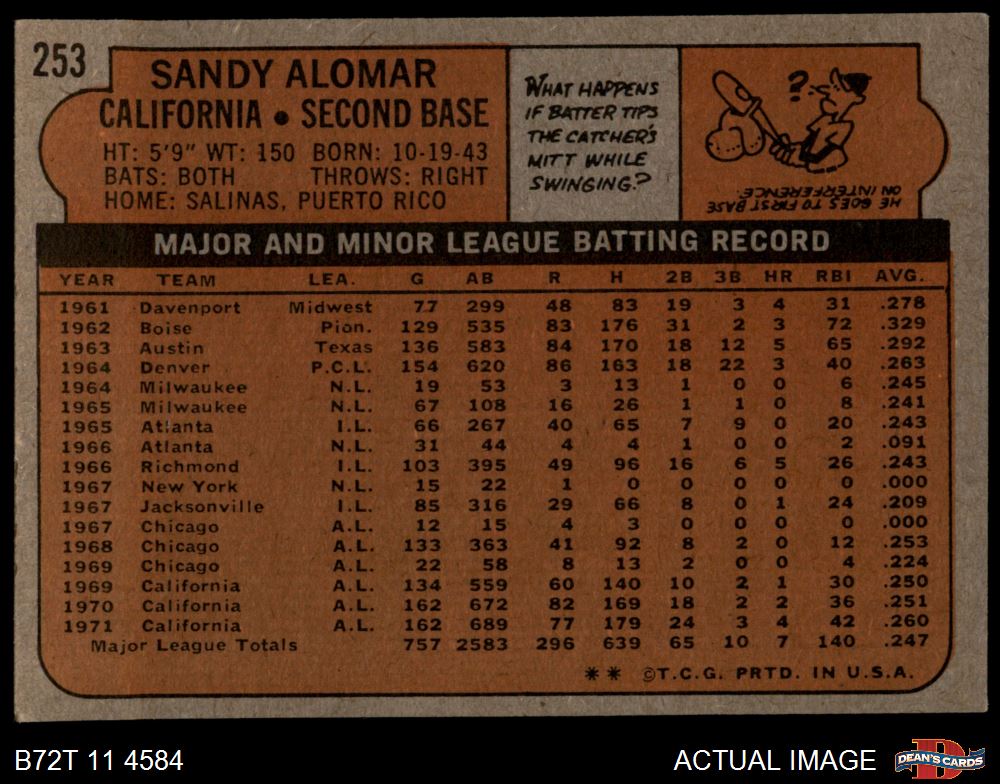 253
SANDY ALOMAR
CALIFORNIA • SECOND BASE
HT: 5'9" WT: 150 BORN: 10-19-43
BATS: BOTH THROWS: RIGHT
HOME: SALINAS, PUERTO RICO
WHAT HAPPENS
IF BATTER TIPS
THE CATCHER'S
MITT WHILE
SWINGING?
?
HE GOES TO FIRST BASE
ON INTERFERENCE.
MAJOR AND MINOR LEAGUE BATTING RECORD
YEAR TEAM LEA. G AB R H 2B 3B HR RBI AVG.
1961 Davenport Midwest 77 299 48 83 19 3 4 31 .278
1962 Boise Pion. 129 535 83 176 31 2 3 72 .329
1963 Austin Texas 136 583 84 170 18 12 5 65 .292
1964 Denver P.C.L. 154 620 86 163 18 22 3 40 .263
1964 Milwaukee N.L. 19 53 3 13 1 0 0 6 .245
1965 Milwaukee N.L. 67 108 16 26 1 1 0 8 .241
1965 Atlanta I.L. 66 267 40 65 7 9 0 20 .243
1966 Atlanta N.L. 31 44 4 4 1 0 0 2 .091
1966 Richmond I.L. 103 395 49 96 16 6 5 26 .243
1967 New York N.L. 15 22 1 0 0 0 0 0 .000
1967 Jacksonville I.L. 85 316 29 66 8 0 1 24 .209
1967 Chicago A.L. 12 15 4 3 0 0 0 0 .000
1968 Chicago A.L. 133 363 41 92 8 2 0 12 .253
1969 Chicago A.L. 22 58 8 13 2 0 0 4 .224
1969 California A.L. 134 559 60 140 10 2 1 30 .250
1970 California A.L. 162 672 82 169 18 2 2 36 .251
1971 California A.L. 162 689 77 179 24 3 4 42 .260
Major League Totals 757 2583 296 639 65 10 7 140 .247
** ©T.C.G. PRTD. IN U.S.A.
B72T 11 4584 ACTUAL IMAGE
DEAN'S CARDS